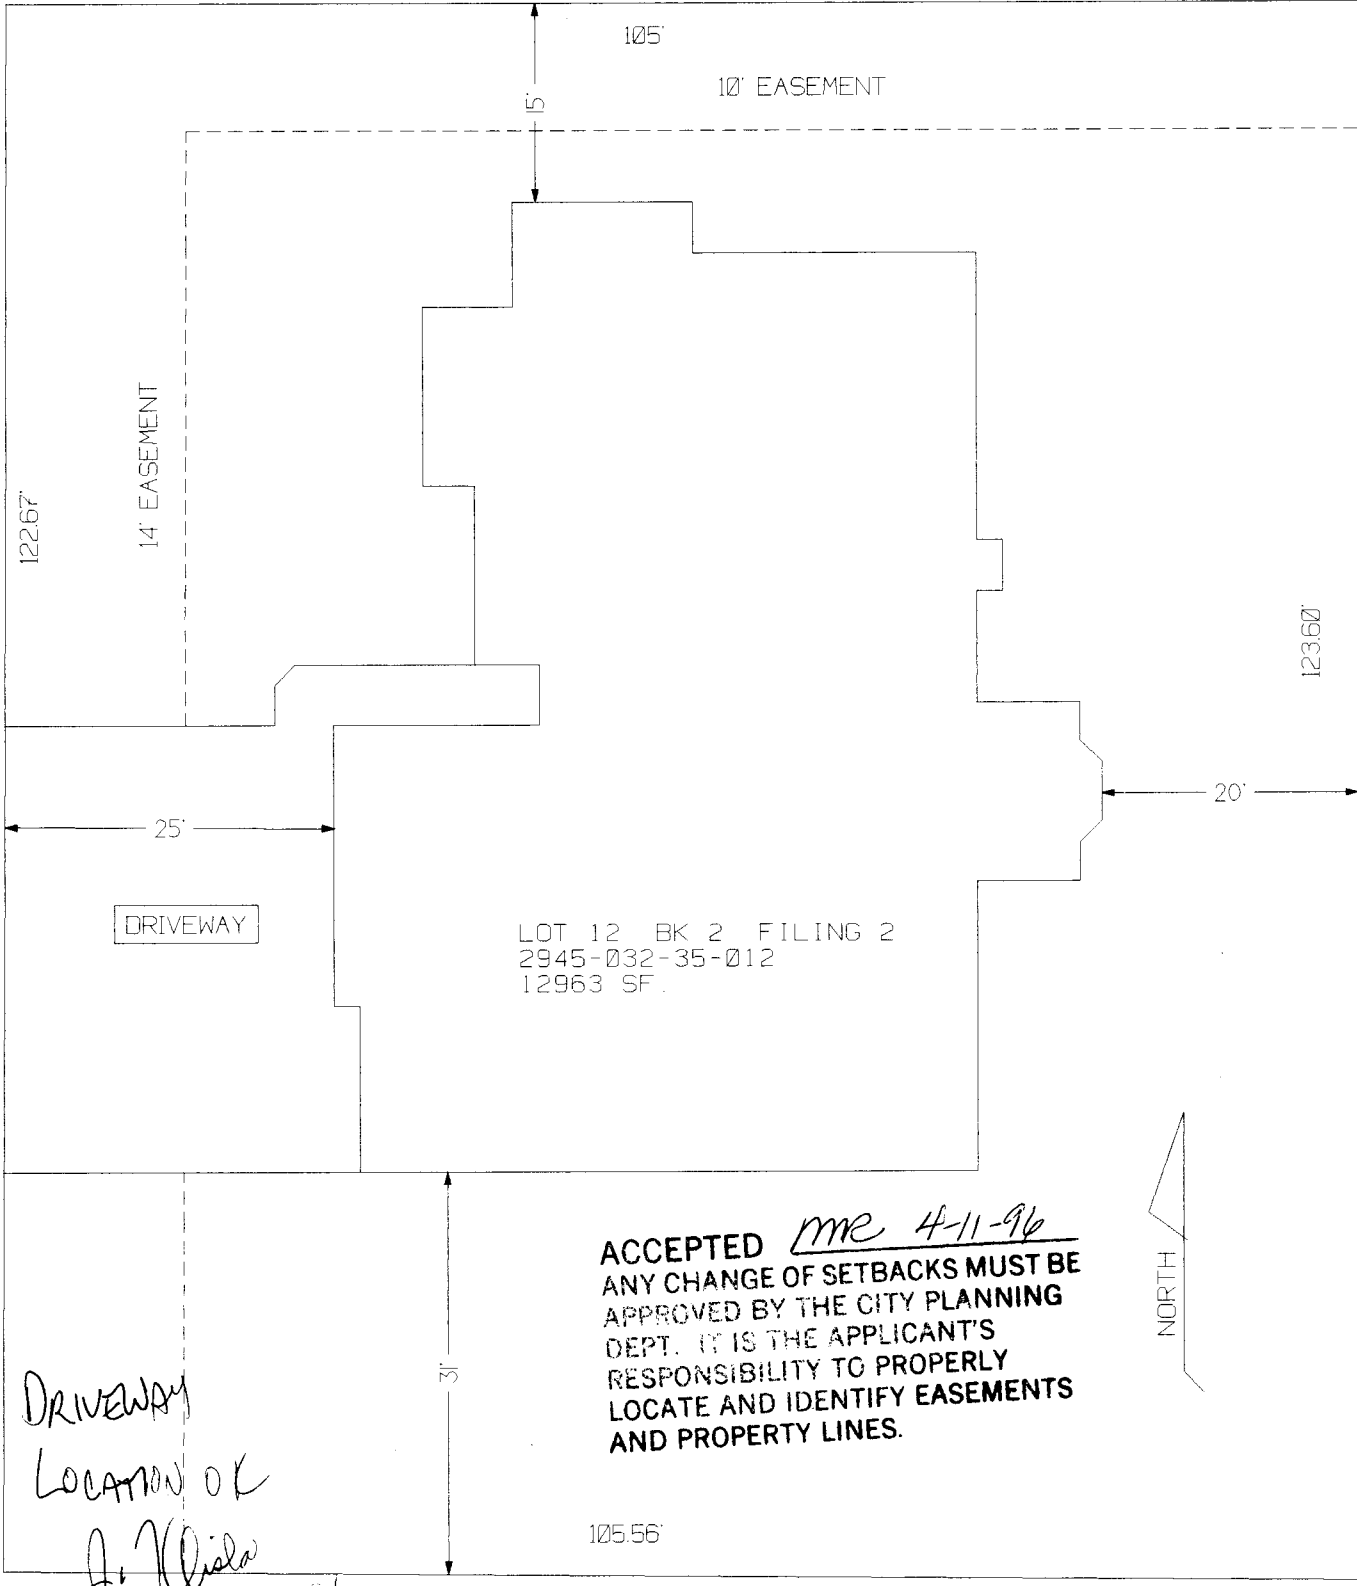 105'
10' EASEMENT
15'
14' EASEMENT
122.67'
123.60'
20'
25'
DRIVEWAY
LOT 12 BK 2 FILING 2
2945-032-35-012
12963 SF.
ACCEPTED MR 4-11-96
ANY CHANGE OF SETBACKS MUST BE
APPROVED BY THE CITY PLANNING
DEPT. IT IS THE APPLICANT'S
RESPONSIBILITY TO PROPERLY
LOCATE AND IDENTIFY EASEMENTS
AND PROPERTY LINES.
NORTH
31'
DRIVEWAY
LOCATION OK
105.56'